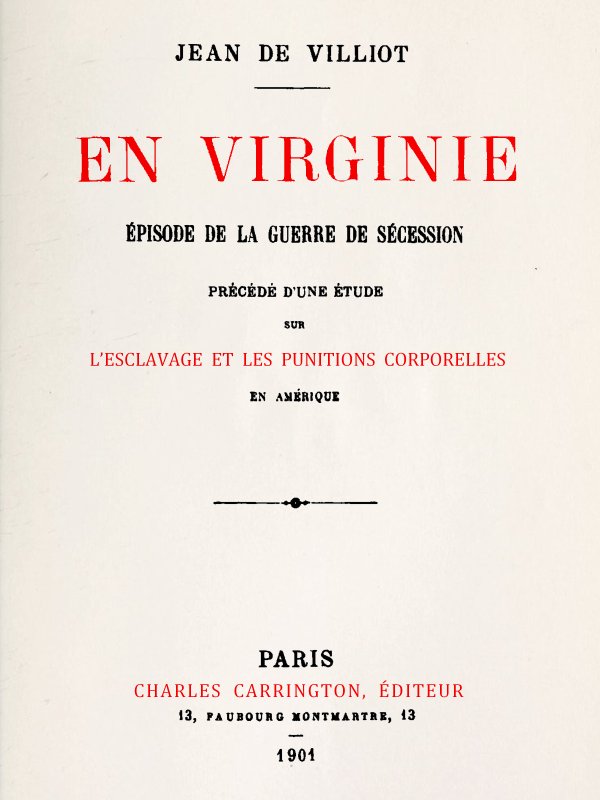 JEAN DE VILLIOT
EN VIRGINIE
ÉPISODE DE LA GUERRE DE SÉCESSION
PRÉCÉDÉ D'UNE ÉTUDE
SUR
L’ESCLAVAGE ET LES PUNITIONS CORPORELLES
EN AMÉRIQUE
PARIS
CHARLES CARRINGTON, ÉDITEUR
13, FAUBOURG MONTMARTRE, 13
1901